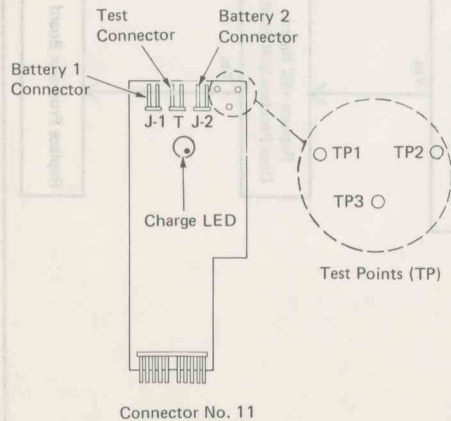 Test
Connector
Battery 2
Connector
Battery 1
Connector
J-1 T J-2
TP1 TP2
TP3
Charge LED
Test Points (TP)
Connector No. 11